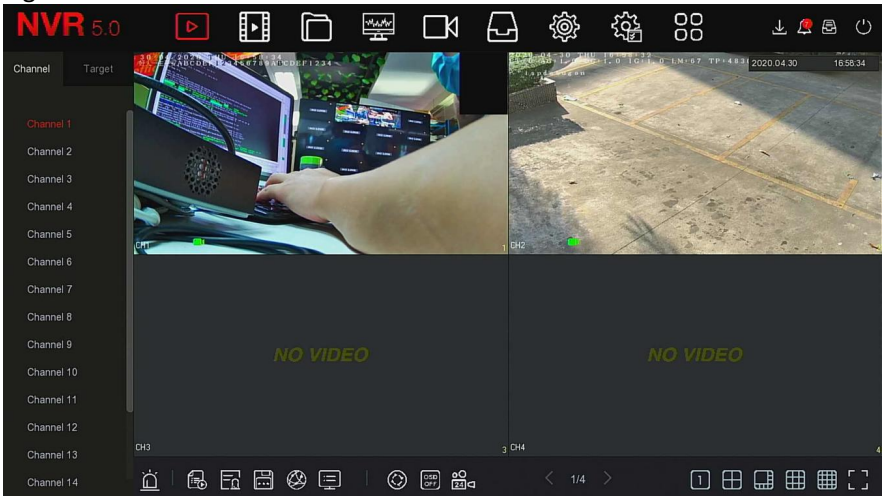 NVR 5.0
Channel Target
2020.04.30 16:58:34
Channel 1
Channel 2
Channel 3
Channel 4
Channel 5
Channel 6
Channel 7
Channel 8
Channel 9
Channel 10
Channel 11
Channel 12
Channel 13
Channel 14
CH1 1
CH2
NO VIDEO
NO VIDEO
CH3 3
CH4 4
OSD
OFF
24
1/4
1